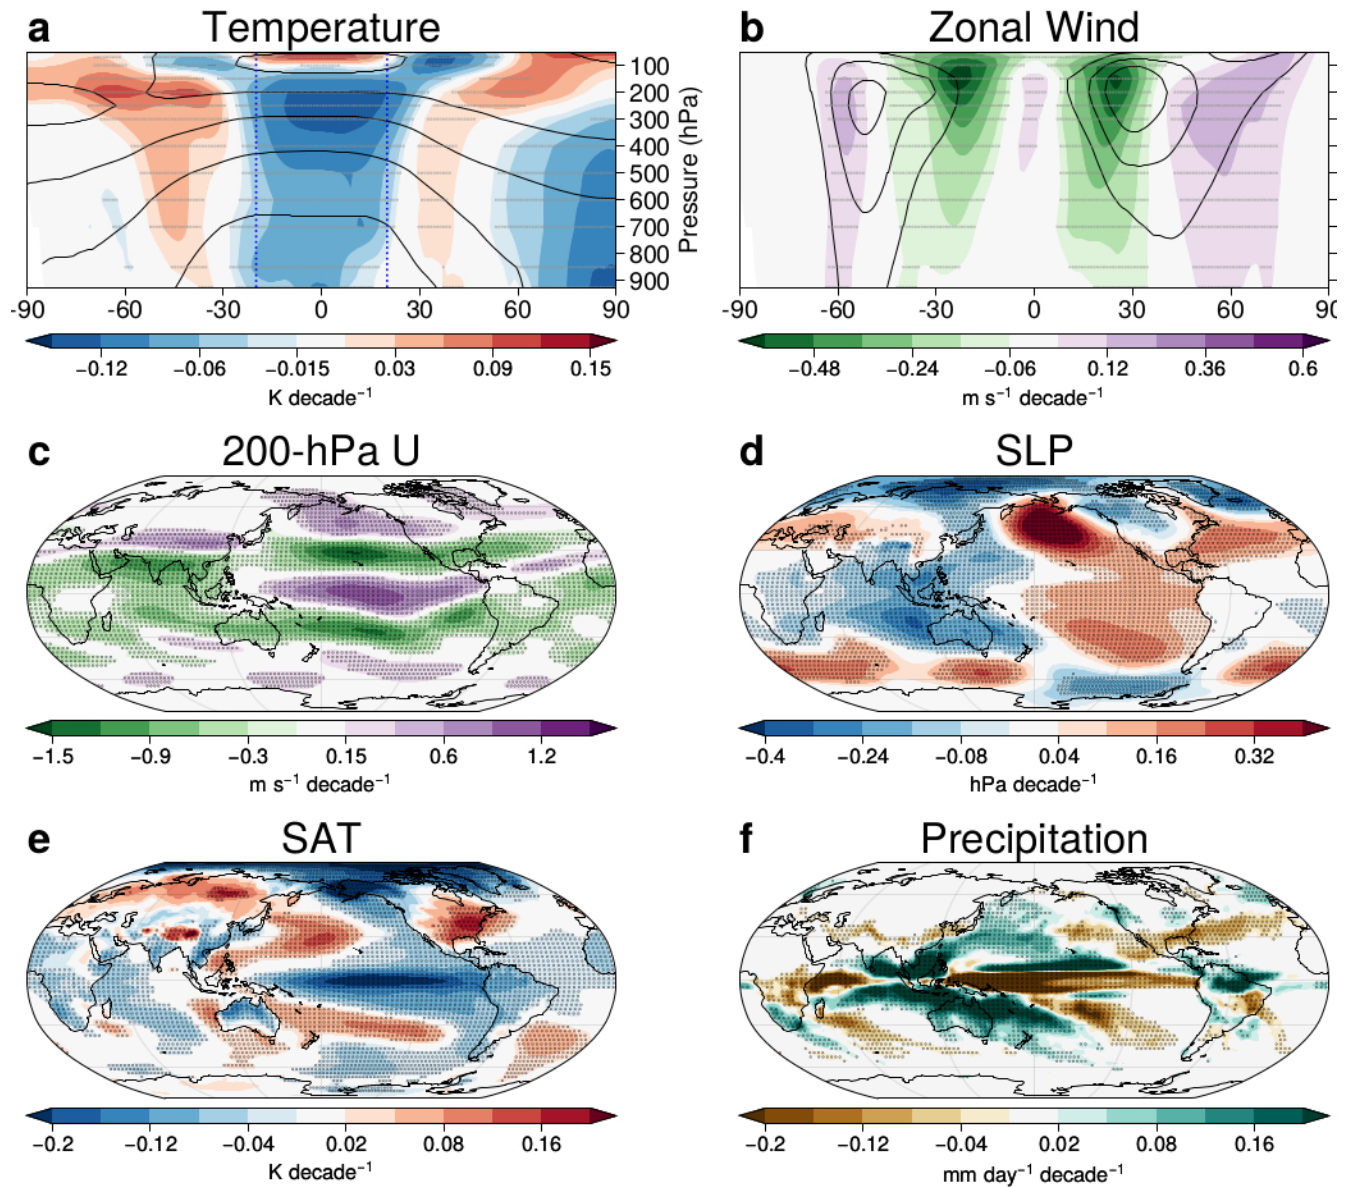 a Temperature
100
200
300
400
500
600
700
800
900
Pressure (hPa)
-90 -60 -30 0 30 60 90
−0.12 −0.06 −0.015 0.03 0.09 0.15
K decade⁻¹
b Zonal Wind
-90 -60 -30 0 30 60 90
−0.48 −0.24 −0.06 0.12 0.36 0.6
m s⁻¹ decade⁻¹
c 200-hPa U
−1.5 −0.9 −0.3 0.15 0.6 1.2
m s⁻¹ decade⁻¹
d SLP
−0.4 −0.24 −0.08 0.04 0.16 0.32
hPa decade⁻¹
e SAT
−0.2 −0.12 −0.04 0.02 0.08 0.16
K decade⁻¹
f Precipitation
−0.2 −0.12 −0.04 0.02 0.08 0.16
mm day⁻¹ decade⁻¹